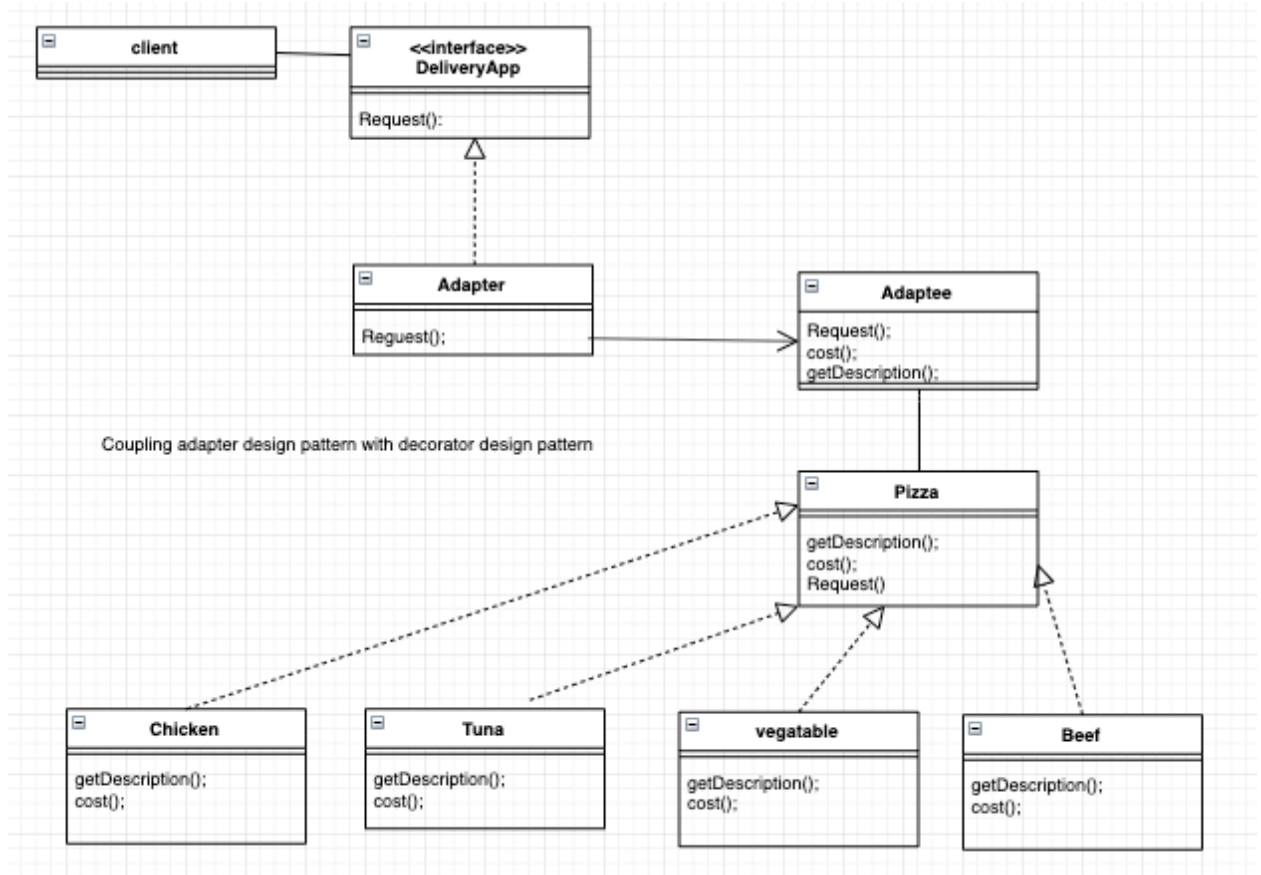 client
<<interface>>
DeliveryApp
Request():
Adapter
Reguest();
Adaptee
Request();
cost();
getDescription();
Coupling adapter design pattern with decorator design pattern
Pizza
getDescription();
cost();
Request()
Chicken
getDescription();
cost();
Tuna
getDescription();
cost();
vegatable
getDescription();
cost();
Beef
getDescription();
cost();